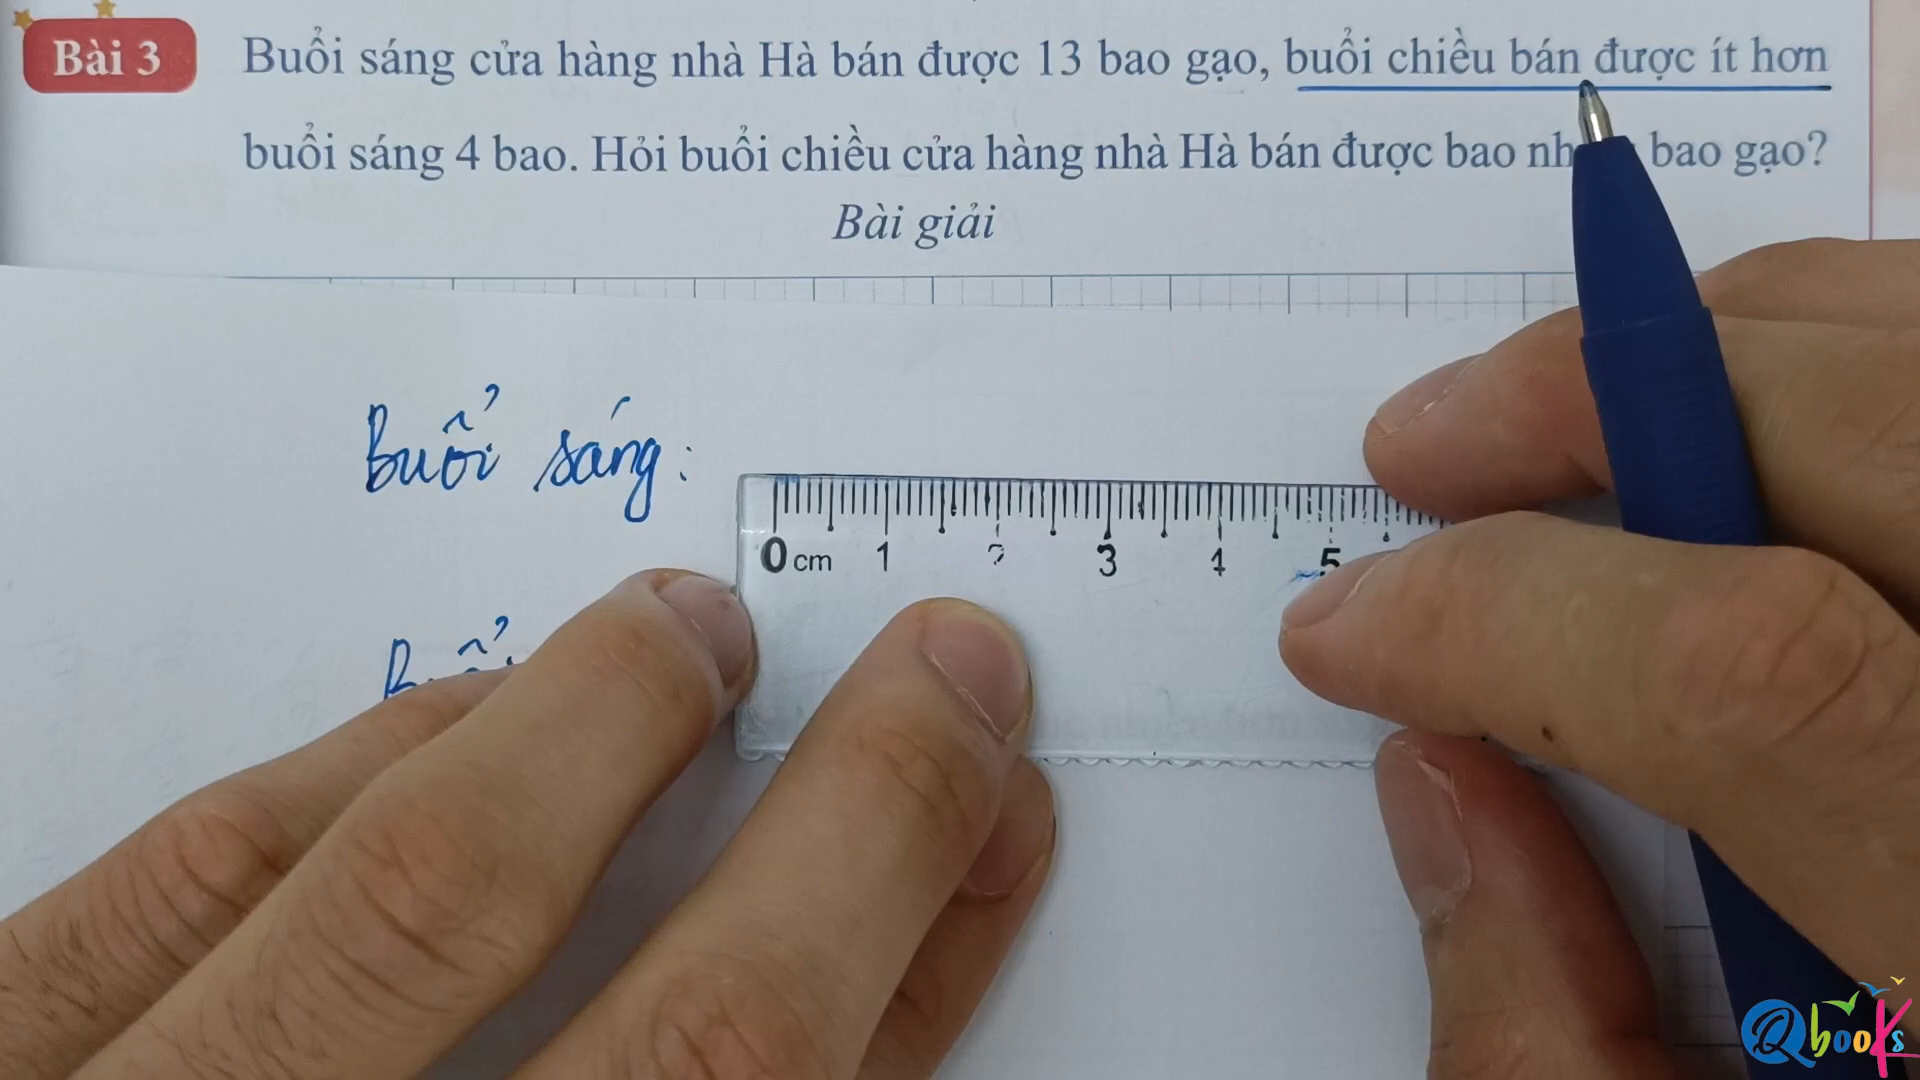 Bài 3
Buổi sáng cửa hàng nhà Hà bán được 13 bao gạo, buổi chiều bán được ít hơn
buổi sáng 4 bao. Hỏi buổi chiều cửa hàng nhà Hà bán được bao bao gạo?
Bài giải
Buổi sáng:
0 cm 1 2 3 4 5
Qbooks